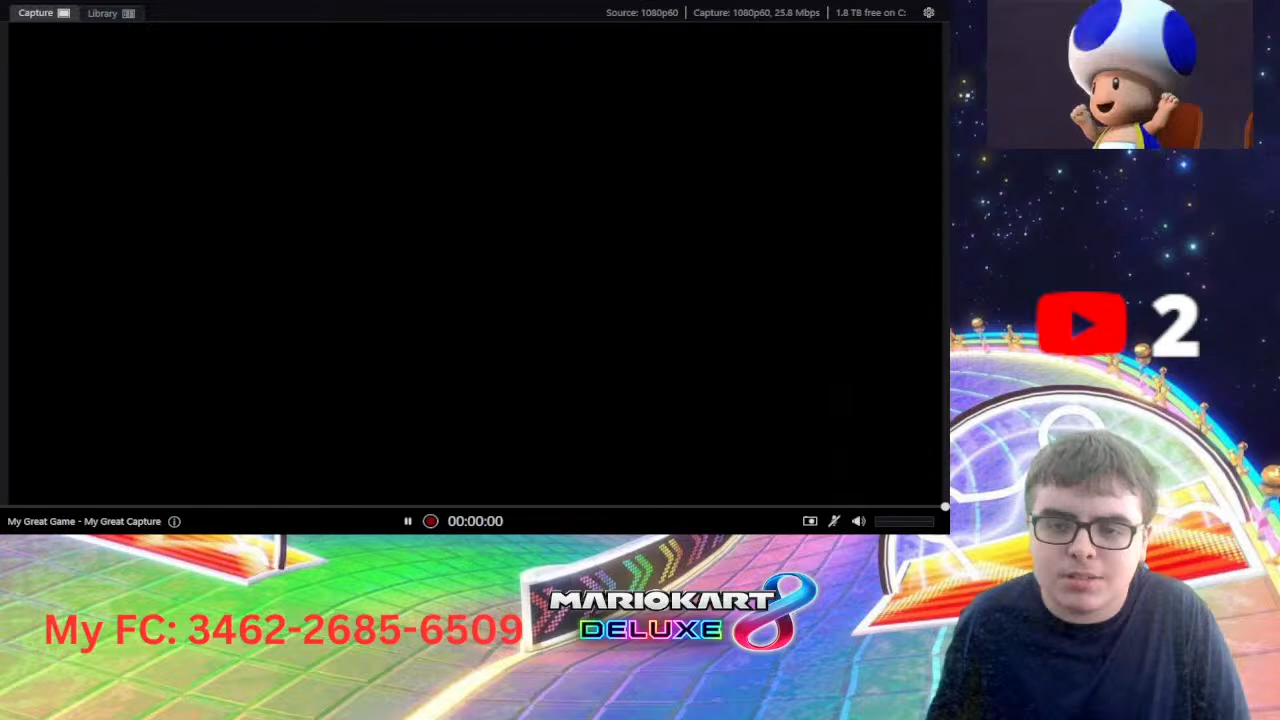 Capture Library Source: 1080p60 | Capture: 1080p60, 25.8 Mbps | 1.8 TB free on C:
2
My Great Game - My Great Capture 00:00:00
My FC: 3462-2685-6509
MARIOKART 8
DELUXE